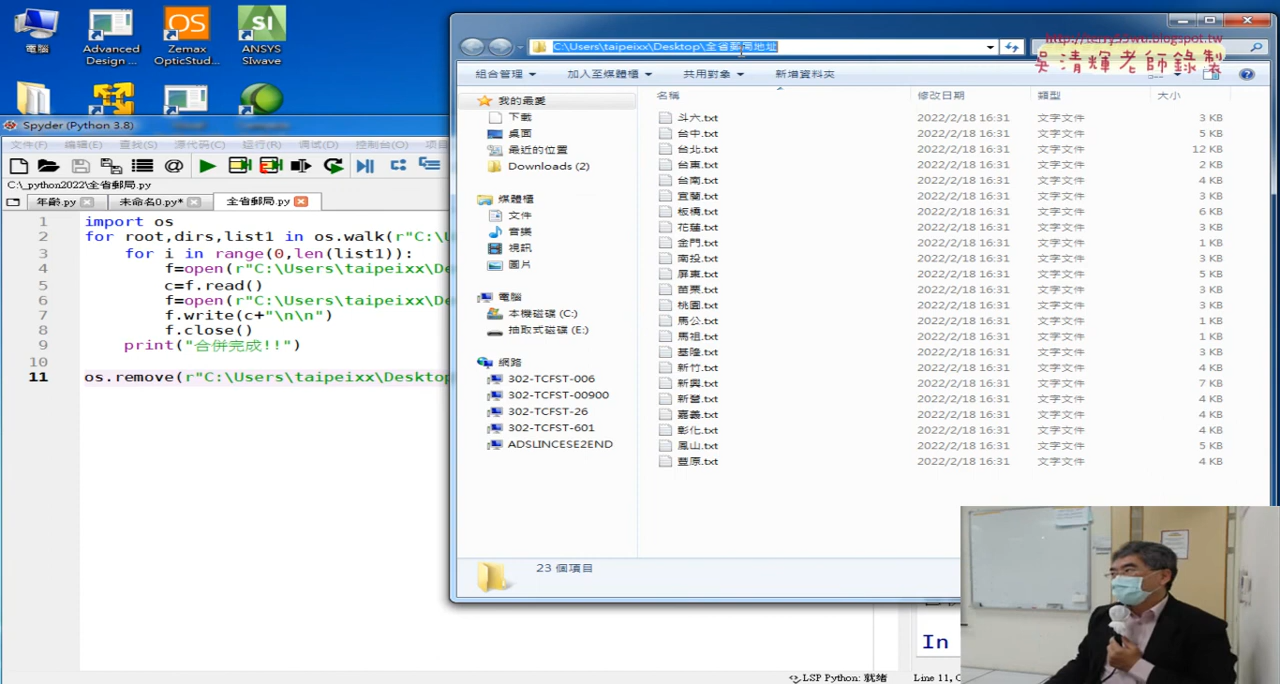 電腦
Advanced Design ...
Zemax OpticStud...
ANSYS SIwave
Spyder (Python 3.8)
文件(F) 编辑(E) 查找(S) 源代码(C) 运行(R) 调试(D) 控制台(O) 项目
C:\_python2022\全省郵局.py
年齡.py 未命名0.py* 全省郵局.py
1 import os
2 for root,dirs,list1 in os.walk(r"C:\U
3 for i in range(0,len(list1)):
4 f=open(r"C:\Users\taipeixx\De
5 c=f.read()
6 f=open(r"C:\Users\taipeixx\De
7 f.write(c+"\n\n")
8 f.close()
9 print("合併完成!!")
10
11 os.remove(r"C:\Users\taipeixx\Desktop
C:\Users\taipeixx\Desktop\全省郵局地址
http://terry55wu.blogspot.tw
吳清輝老師錄製
組合管理 加入至媒體櫃 共用對象 新增資料夾
我的最愛
下載
桌面
最近的位置
Downloads (2)
媒體櫃
文件
音樂
視訊
圖片
電腦
本機磁碟 (C:)
抽取式磁碟 (E:)
網路
302-TCFST-006
302-TCFST-00900
302-TCFST-26
302-TCFST-601
ADSLINCESE2END
名稱 修改日期 類型 大小
斗六.txt 2022/2/18 16:31 文字文件 3 KB
台中.txt 2022/2/18 16:31 文字文件 5 KB
台北.txt 2022/2/18 16:31 文字文件 12 KB
台東.txt 2022/2/18 16:31 文字文件 2 KB
台南.txt 2022/2/18 16:31 文字文件 4 KB
宜蘭.txt 2022/2/18 16:31 文字文件 3 KB
板橋.txt 2022/2/18 16:31 文字文件 6 KB
花蓮.txt 2022/2/18 16:31 文字文件 3 KB
金門.txt 2022/2/18 16:31 文字文件 1 KB
南投.txt 2022/2/18 16:31 文字文件 3 KB
屏東.txt 2022/2/18 16:31 文字文件 5 KB
苗栗.txt 2022/2/18 16:31 文字文件 3 KB
桃園.txt 2022/2/18 16:31 文字文件 3 KB
馬公.txt 2022/2/18 16:31 文字文件 1 KB
馬祖.txt 2022/2/18 16:31 文字文件 1 KB
基隆.txt 2022/2/18 16:31 文字文件 3 KB
新竹.txt 2022/2/18 16:31 文字文件 4 KB
新興.txt 2022/2/18 16:31 文字文件 7 KB
新營.txt 2022/2/18 16:31 文字文件 4 KB
嘉義.txt 2022/2/18 16:31 文字文件 4 KB
彰化.txt 2022/2/18 16:31 文字文件 4 KB
鳳山.txt 2022/2/18 16:31 文字文件 5 KB
豐原.txt 2022/2/18 16:31 文字文件 4 KB
23 個項目
In
LSP Python: 就绪 Line 11, C